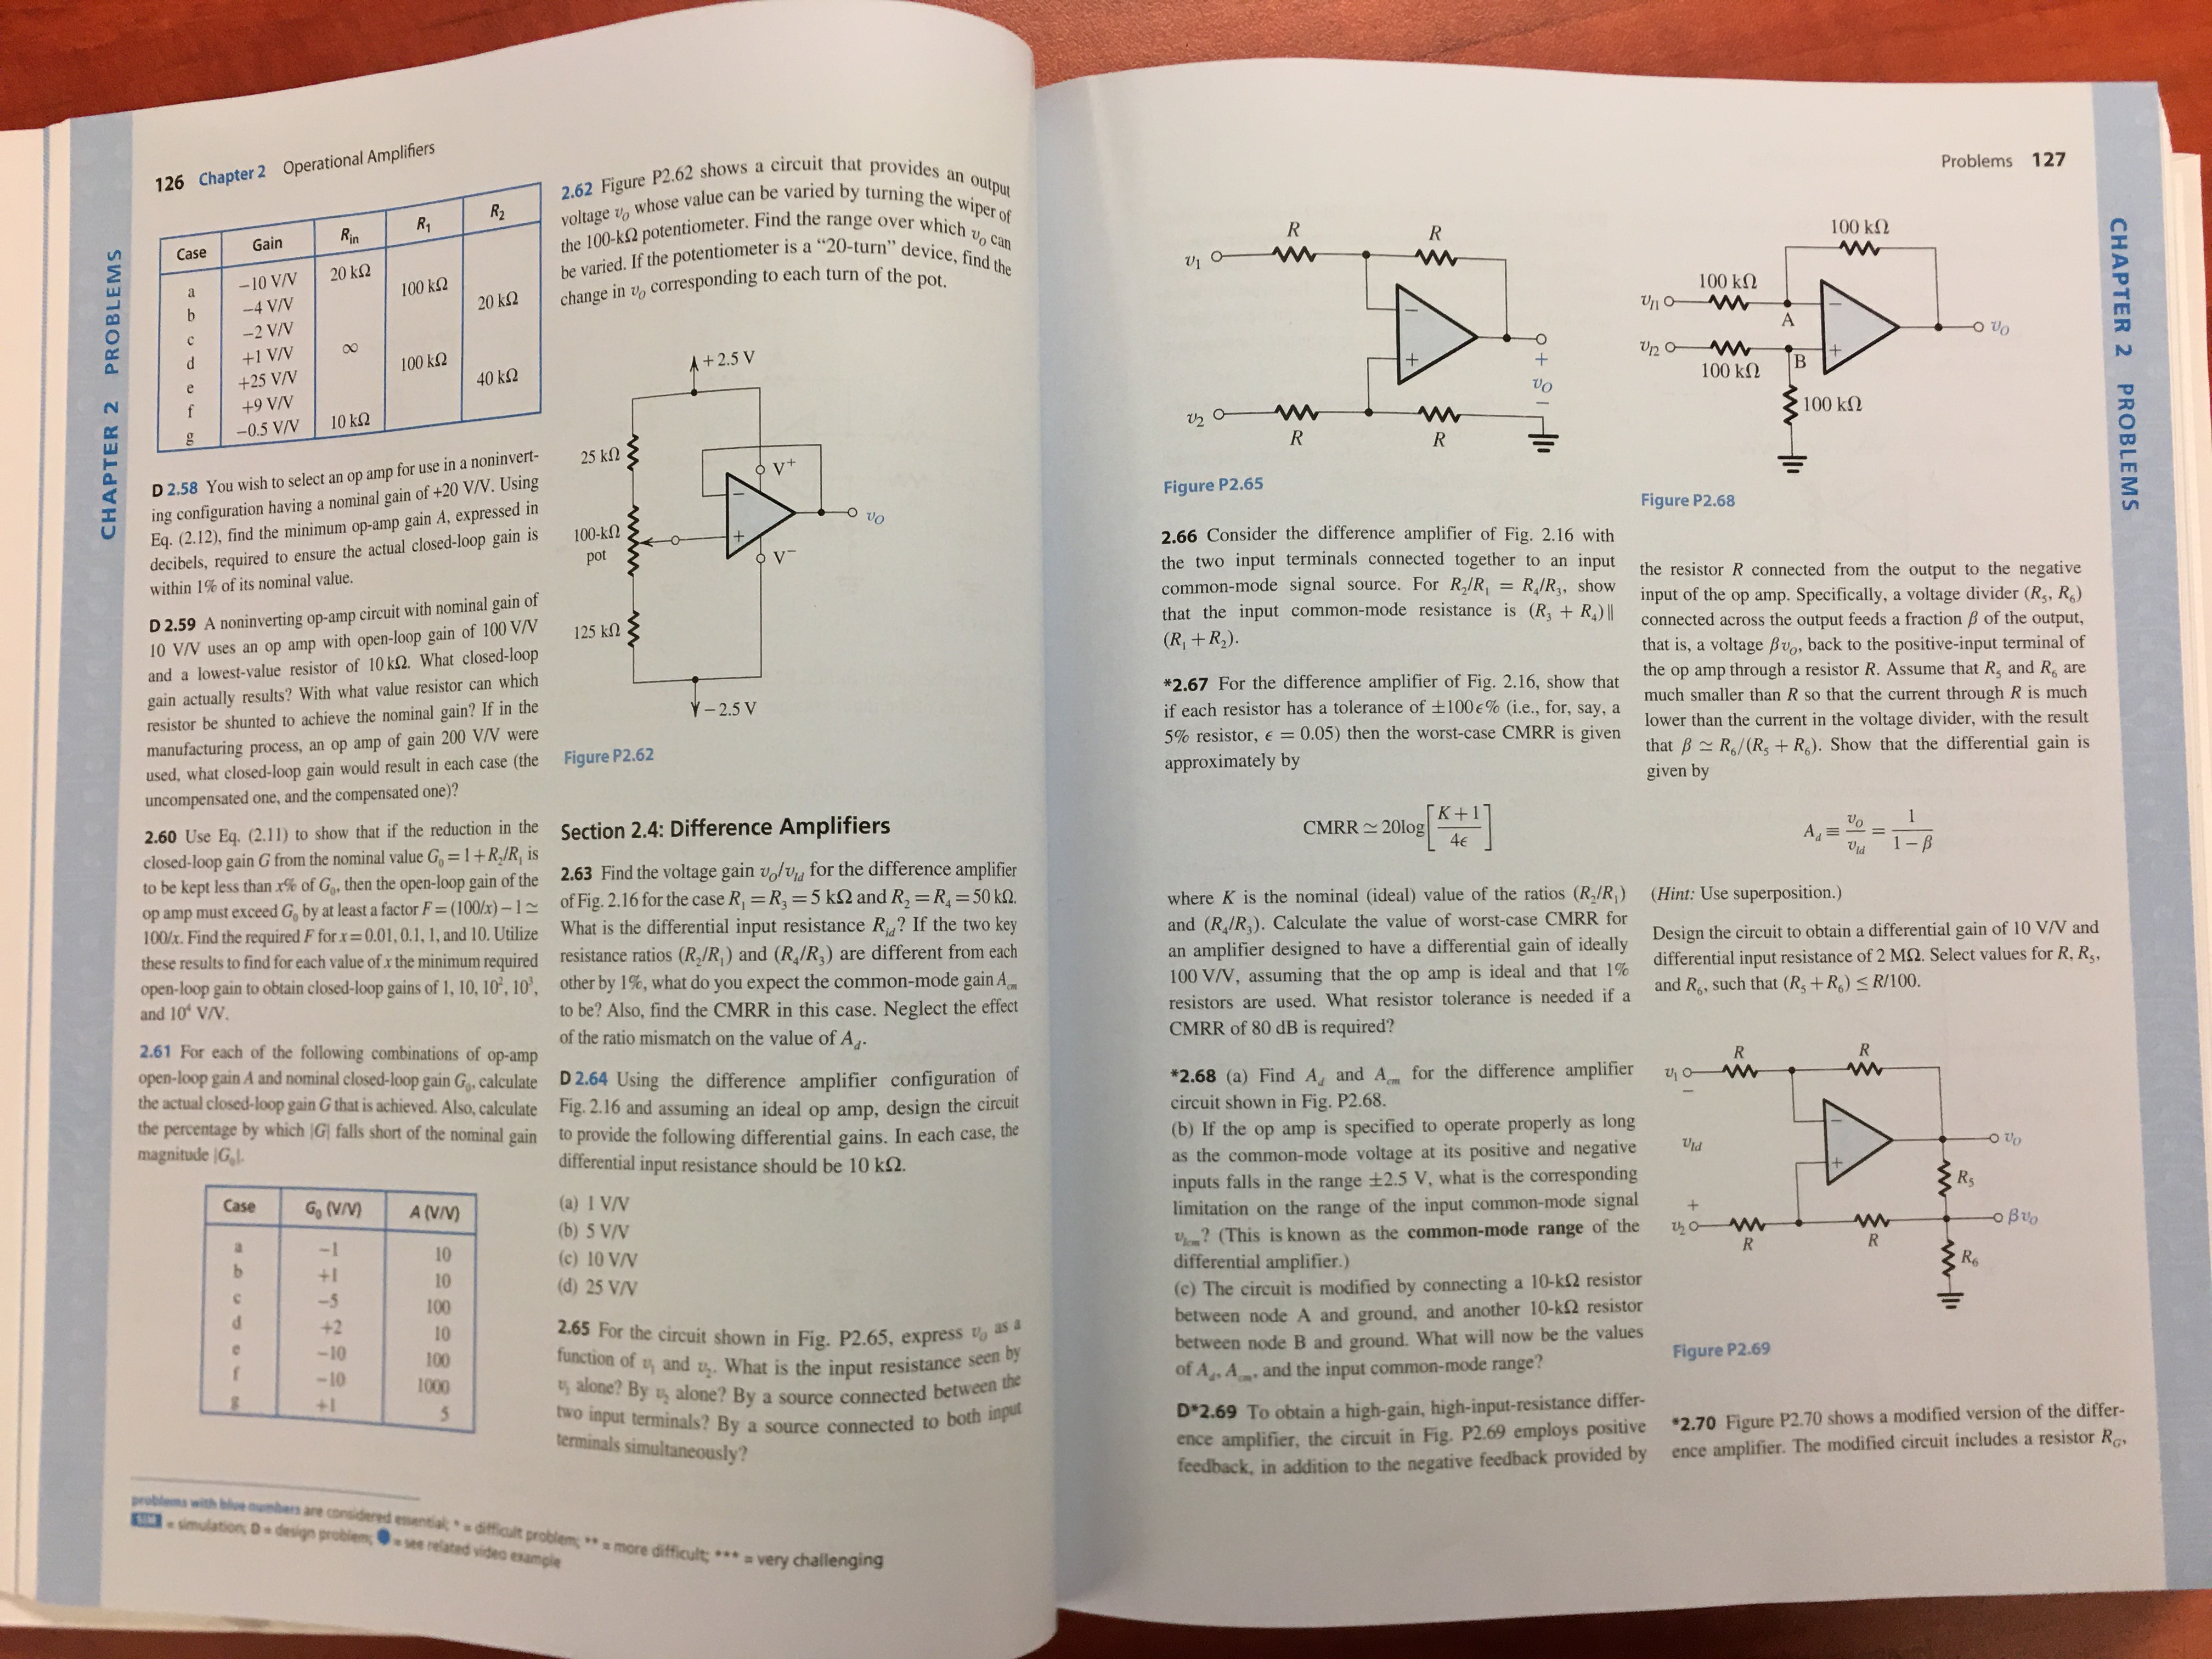 126 Chapter 2 Operational Amplifiers
CHAPTER 2 PROBLEMS
Case Gain R_in R_1 R_2
a −10 V/V 20 kΩ
b −4 V/V 100 kΩ
c −2 V/V 20 kΩ
d +1 V/V ∞
e +25 V/V 100 kΩ
f +9 V/V 40 kΩ
g −0.5 V/V 10 kΩ
D 2.58 You wish to select an op amp for use in a noninvert-
ing configuration having a nominal gain of +20 V/V. Using
Eq. (2.12), find the minimum op-amp gain A, expressed in
decibels, required to ensure the actual closed-loop gain is
within 1% of its nominal value.
D 2.59 A noninverting op-amp circuit with nominal gain of
10 V/V uses an op amp with open-loop gain of 100 V/V
and a lowest-value resistor of 10 kΩ. What closed-loop
gain actually results? With what value resistor can which
resistor be shunted to achieve the nominal gain? If in the
manufacturing process, an op amp of gain 200 V/V were
used, what closed-loop gain would result in each case (the
uncompensated one, and the compensated one)?
2.60 Use Eq. (2.11) to show that if the reduction in the
closed-loop gain G from the nominal value G_0 = 1 + R_2/R_1 is
to be kept less than x% of G_0, then the open-loop gain of the
op amp must exceed G_0 by at least a factor F = (100/x) − 1 ≃
100/x. Find the required F for x = 0.01, 0.1, 1, and 10. Utilize
these results to find for each value of x the minimum required
open-loop gain to obtain closed-loop gains of 1, 10, 10², 10³,
and 10⁴ V/V.
2.61 For each of the following combinations of op-amp
open-loop gain A and nominal closed-loop gain G_0, calculate
the actual closed-loop gain G that is achieved. Also, calculate
the percentage by which |G| falls short of the nominal gain
magnitude |G_0|.
Case G_0 (V/V) A (V/V)
a −1 10
b +1 10
c −5 100
d +2 10
e −10 100
f −10 1000
g +1 5
problems with blue numbers are considered essential; * = difficult problem; ** = more difficult; *** = very challenging
SIM = simulation; D = design problem; = see related video example
2.62 Figure P2.62 shows a circuit that provides an output
voltage v_O whose value can be varied by turning the wiper of
the 100-kΩ potentiometer. Find the range over which v_O can
be varied. If the potentiometer is a “20-turn” device, find the
change in v_O corresponding to each turn of the pot.
+2.5 V
25 kΩ
V⁺
100-kΩ
pot
−
+
v_O
V⁻
125 kΩ
−2.5 V
Figure P2.62
Section 2.4: Difference Amplifiers
2.63 Find the voltage gain v_O/v_Id for the difference amplifier
of Fig. 2.16 for the case R_1 = R_3 = 5 kΩ and R_2 = R_4 = 50 kΩ.
What is the differential input resistance R_id? If the two key
resistance ratios (R_2/R_1) and (R_4/R_3) are different from each
other by 1%, what do you expect the common-mode gain A_cm
to be? Also, find the CMRR in this case. Neglect the effect
of the ratio mismatch on the value of A_d.
D 2.64 Using the difference amplifier configuration of
Fig. 2.16 and assuming an ideal op amp, design the circuit
to provide the following differential gains. In each case, the
differential input resistance should be 10 kΩ.
(a) 1 V/V
(b) 5 V/V
(c) 10 V/V
(d) 25 V/V
2.65 For the circuit shown in Fig. P2.65, express v_O as a
function of v_1 and v_2. What is the input resistance seen by
v_1 alone? By v_2 alone? By a source connected between the
two input terminals? By a source connected to both input
terminals simultaneously?
Problems 127
CHAPTER 2 PROBLEMS
R R
v_1
−
+
+
v_O
−
v_2
R R
Figure P2.65
2.66 Consider the difference amplifier of Fig. 2.16 with
the two input terminals connected together to an input
common-mode signal source. For R_2/R_1 = R_4/R_3, show
that the input common-mode resistance is (R_3 + R_4) ∥
(R_1 + R_2).
*2.67 For the difference amplifier of Fig. 2.16, show that
if each resistor has a tolerance of ±100 ϵ% (i.e., for, say, a
5% resistor, ϵ = 0.05) then the worst-case CMRR is given
approximately by
CMRR ≃ 20log [ (K + 1) / 4ϵ ]
where K is the nominal (ideal) value of the ratios (R_2/R_1)
and (R_4/R_3). Calculate the value of worst-case CMRR for
an amplifier designed to have a differential gain of ideally
100 V/V, assuming that the op amp is ideal and that 1%
resistors are used. What resistor tolerance is needed if a
CMRR of 80 dB is required?
*2.68 (a) Find A_d and A_cm for the difference amplifier
circuit shown in Fig. P2.68.
(b) If the op amp is specified to operate properly as long
as the common-mode voltage at its positive and negative
inputs falls in the range ±2.5 V, what is the corresponding
limitation on the range of the input common-mode signal
v_Icm? (This is known as the common-mode range of the
differential amplifier.)
(c) The circuit is modified by connecting a 10-kΩ resistor
between node A and ground, and another 10-kΩ resistor
between node B and ground. What will now be the values
of A_d, A_cm, and the input common-mode range?
D*2.69 To obtain a high-gain, high-input-resistance differ-
ence amplifier, the circuit in Fig. P2.69 employs positive
feedback, in addition to the negative feedback provided by
100 kΩ
100 kΩ
v_I1
A
−
+
v_O
v_I2
B
100 kΩ
100 kΩ
Figure P2.68
the resistor R connected from the output to the negative
input of the op amp. Specifically, a voltage divider (R_5, R_6)
connected across the output feeds a fraction β of the output,
that is, a voltage βv_O, back to the positive-input terminal of
the op amp through a resistor R. Assume that R_5 and R_6 are
much smaller than R so that the current through R is much
lower than the current in the voltage divider, with the result
that β ≃ R_6/(R_5 + R_6). Show that the differential gain is
given by
A_d ≡ v_O/v_Id = 1/(1 − β)
(Hint: Use superposition.)
Design the circuit to obtain a differential gain of 10 V/V and
differential input resistance of 2 MΩ. Select values for R, R_5,
and R_6, such that (R_5 + R_6) ≤ R/100.
R R
v_1
−
v_Id
+
v_2
R R
−
+
v_O
R_5
βv_O
R_6
Figure P2.69
*2.70 Figure P2.70 shows a modified version of the differ-
ence amplifier. The modified circuit includes a resistor R_G,